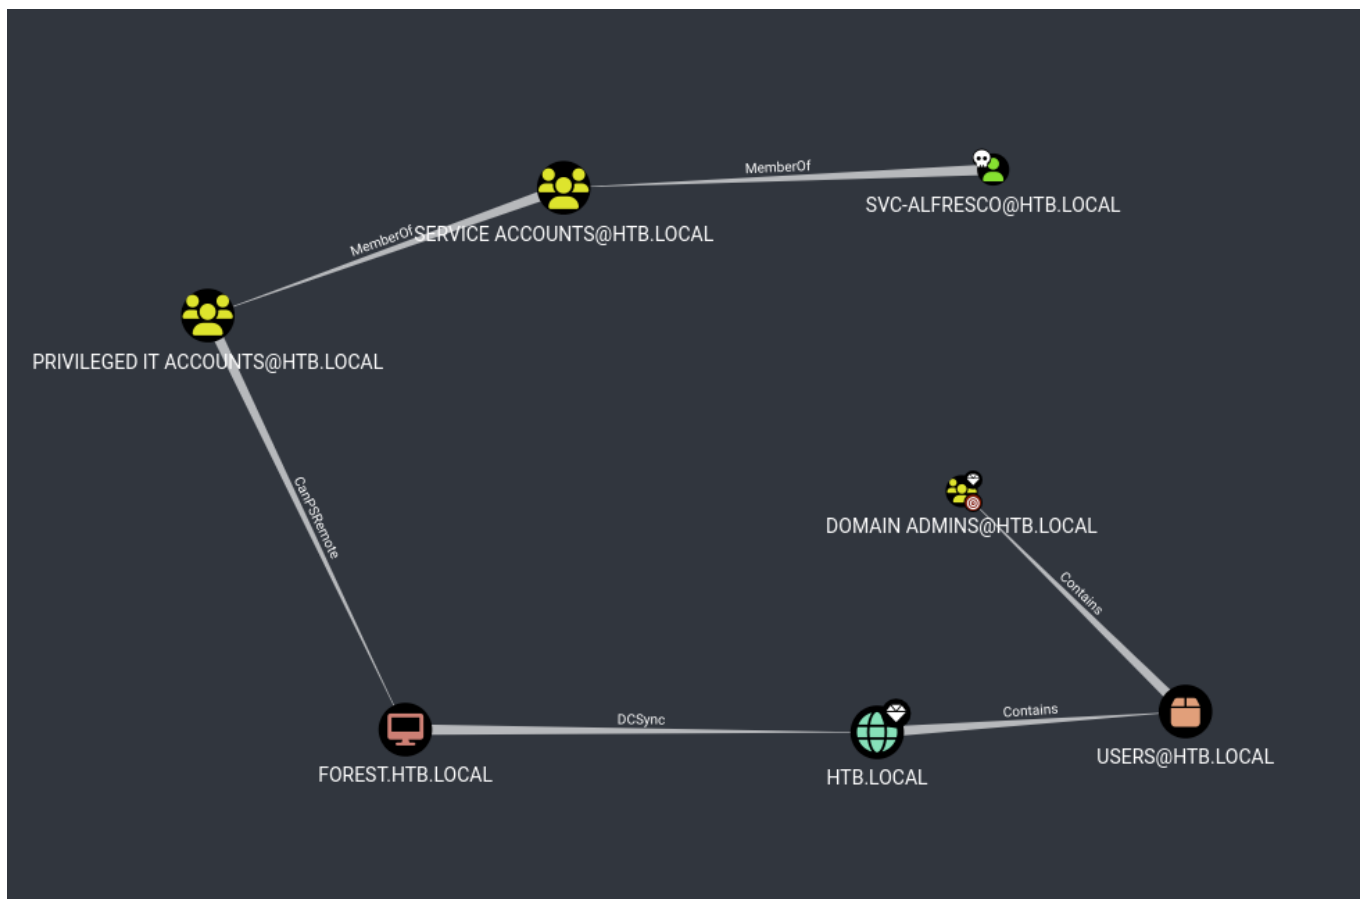 MemberOf
SVC-ALFRESCO@HTB.LOCAL
MemberOf
SERVICE ACCOUNTS@HTB.LOCAL
PRIVILEGED IT ACCOUNTS@HTB.LOCAL
CanPSRemote
DOMAIN ADMINS@HTB.LOCAL
Contains
DCSync
Contains
FOREST.HTB.LOCAL
HTB.LOCAL
USERS@HTB.LOCAL